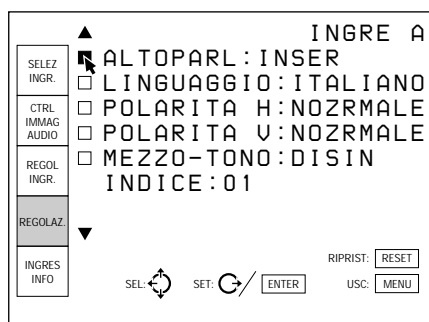 INGRE A
SELEZ
INGR.
CTRL
IMMAG
AUDIO
REGOL
INGR.
REGOLAZ.
INGRES
INFO
ALTOPARL:INSER
LINGUAGGIO:ITALIANO
POLARITA H:NOZRMALE
POLARITA V:NOZRMALE
MEZZO-TONO:DISIN
INDICE:01
RIPRIST: RESET
SEL: SET: / ENTER USC: MENU